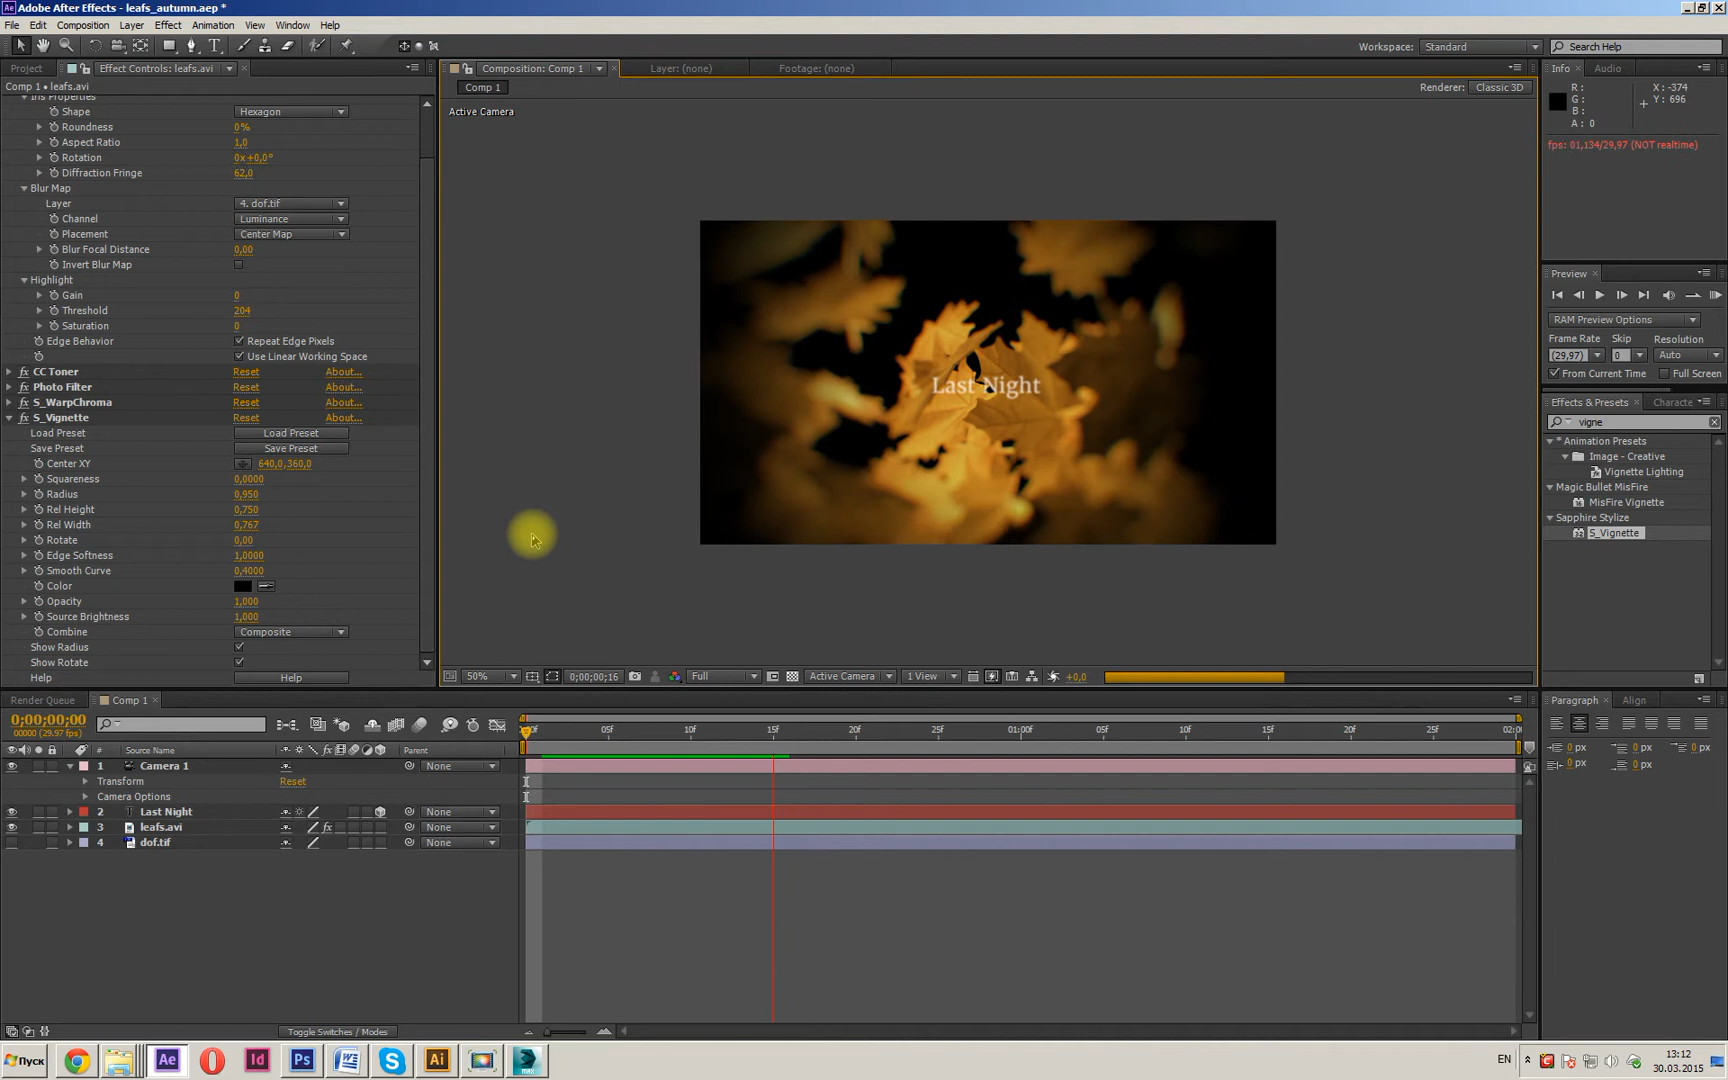 Adobe After Effects - leafs_autumn.aep *
File Edit Composition Layer Effect Animation View Window Help
Workspace: Standard Search Help
Project Effect Controls: leafs.avi
Composition: Comp 1 Layer: (none) Footage: (none)
Info Audio
Comp 1 • leafs.avi
Comp 1
Renderer: Classic 3D
Active Camera
R:
G:
B:
A: 0
X: -374
Y: 696
fps: 01,134/29,97 (NOT realtime)
Iris Properties
Shape Hexagon
Roundness 0%
Aspect Ratio 1,0
Rotation 0x+0,0°
Diffraction Fringe 62,0
Blur Map
Layer 4. dof.tif
Channel Luminance
Placement Center Map
Blur Focal Distance 0,00
Invert Blur Map
Highlight
Gain 0
Threshold 204
Saturation 0
Edge Behavior Repeat Edge Pixels
Use Linear Working Space
fx CC Toner Reset About...
fx Photo Filter Reset About...
fx S_WarpChroma Reset About...
fx S_Vignette Reset About...
Load Preset Load Preset
Save Preset Save Preset
Center XY 640,0,360,0
Squareness 0,0000
Radius 0,950
Rel Height 0,750
Rel Width 0,767
Rotate 0,00
Edge Softness 1,0000
Smooth Curve 0,4000
Color
Opacity 1,000
Source Brightness 1,000
Combine Composite
Show Radius
Show Rotate
Help Help
Last Night
50% 0;00;00;16 Full Active Camera 1 View +0,0
Preview
RAM Preview Options
Frame Rate Skip Resolution
(29,97) 0 Auto
From Current Time Full Screen
Effects & Presets Characte
vigne
* Animation Presets
Image - Creative
Vignette Lighting
Magic Bullet MisFire
MisFire Vignette
Sapphire Stylize
S_Vignette
Paragraph Align
0 px 0 px 0 px
0 px 0 px
Render Queue Comp 1
0;00;00;00
00000 (29.97 fps)
:00f 05f 10f 15f 20f 25f 01:00f 05f 10f 15f 20f 25f 02:0
# Source Name fx Parent
1 Camera 1 None
Transform Reset
Camera Options
2 T Last Night None
3 leafs.avi fx None
4 dof.tif None
Toggle Switches / Modes
Пуск Ae Id Ps W S Ai MAX
EN 13:12
30.03.2015